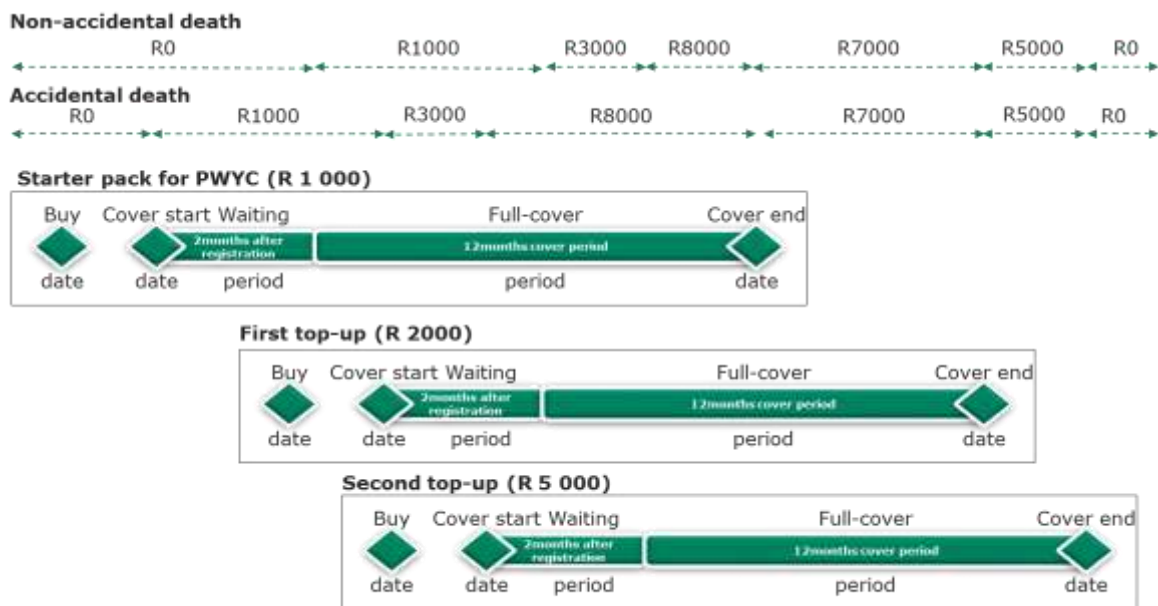 Non-accidental death
R0 R1000 R3000 R8000 R7000 R5000 R0
Accidental death
R0 R1000 R3000 R8000 R7000 R5000 R0
Starter pack for PWYC (R 1 000)
Buy Cover start Waiting Full-cover Cover end
2months after
registration
12months cover period
date date period period date
First top-up (R 2000)
Buy Cover start Waiting Full-cover Cover end
2months after
registration
12months cover period
date date period period date
Second top-up (R 5 000)
Buy Cover start Waiting Full-cover Cover end
2months after
registration
12months cover period
date date period period date